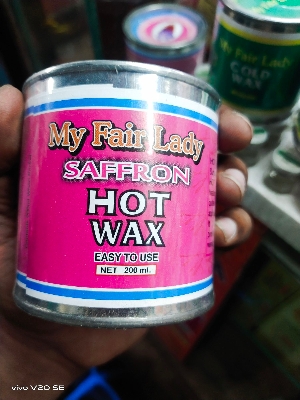 My Fair Lady
COLD
WAX
My Fair Lady
SAFFRON
HOT
WAX
EASY TO USE
NET 200 ml.
vivo V20 SE